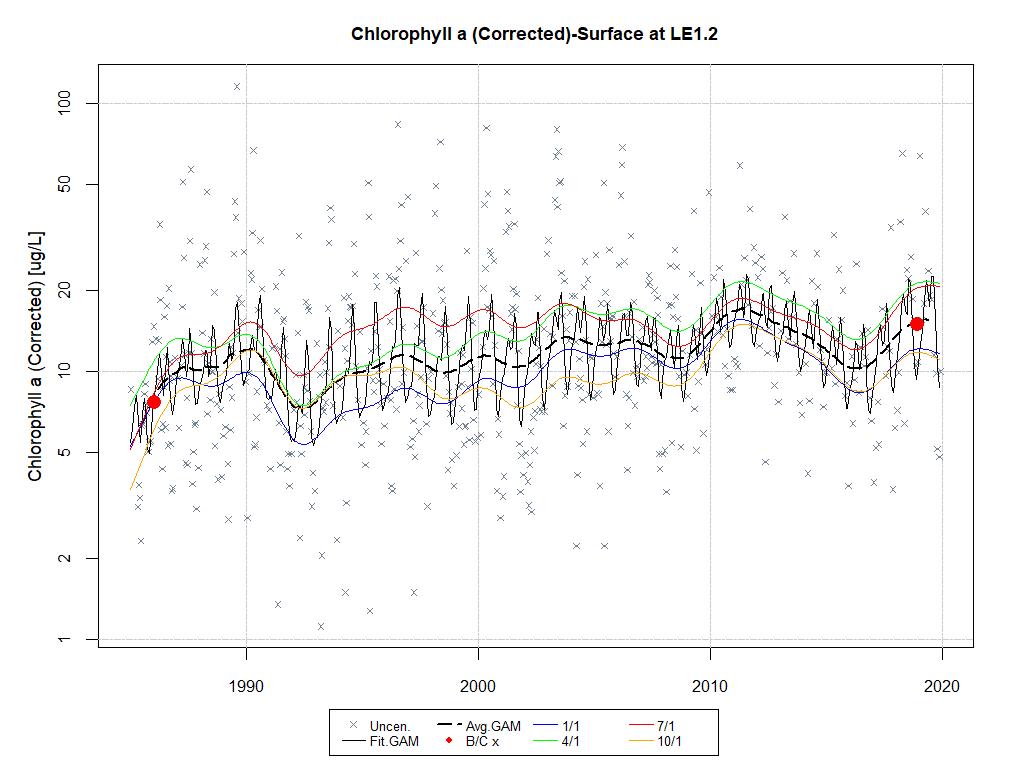 Chlorophyll a (Corrected)-Surface at LE1.2
Chlorophyll a (Corrected) [ug/L]
100
50
20
10
5
2
1
1990 2000 2010 2020
Uncen. Avg.GAM 1/1 7/1
Fit.GAM B/C x 4/1 10/1